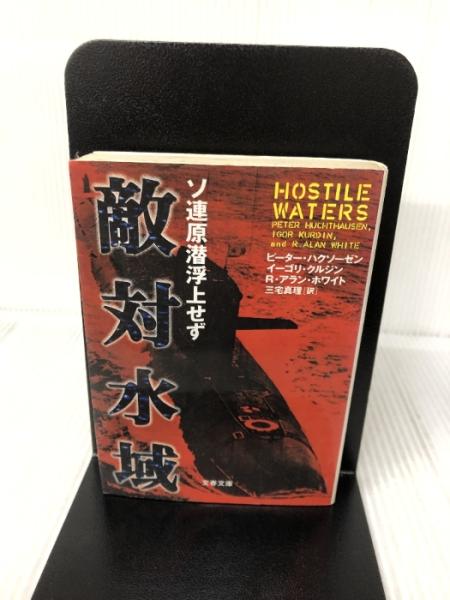 敵対水域
ソ連原潜浮上せず
HOSTILE
WATERS
PETER HUCHTHAUSEN,
IGOR KURDIN,
and R.ALAN WHITE
ピーター・ハクソーゼン
イーゴリ・クルジン
R・アラン・ホワイト
三宅真理[訳]
文春文庫